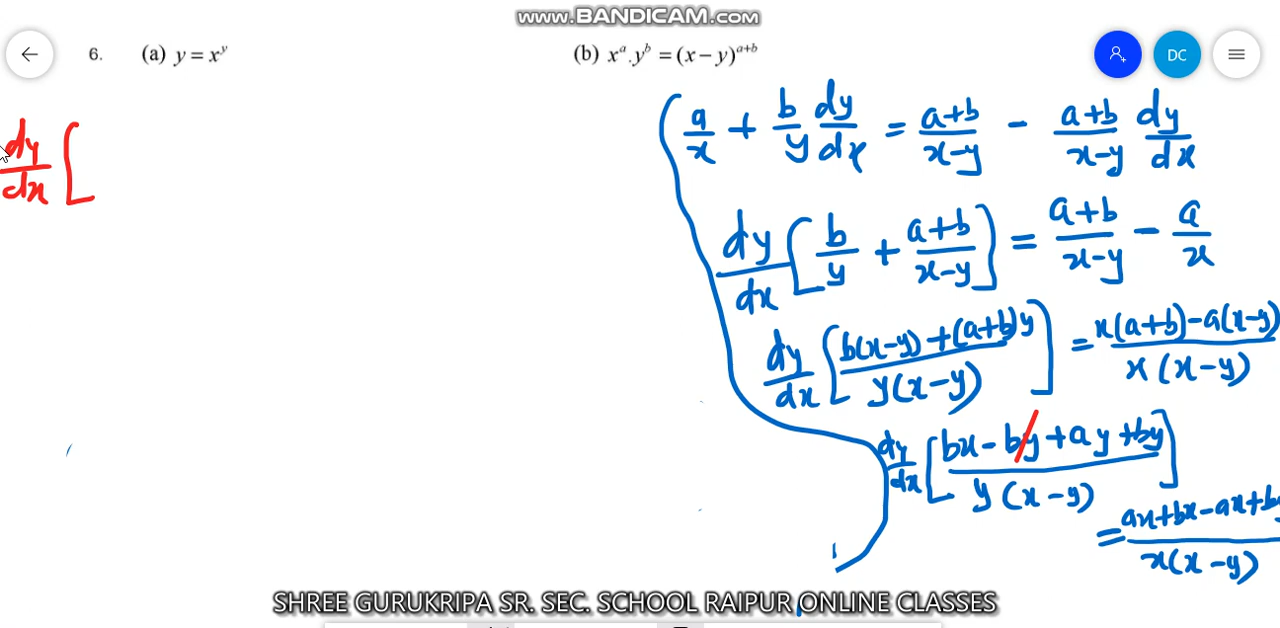 www.BANDICAM.com
6. (a) y = x^y (b) x^a . y^b = (x – y)^{a+b}
DC
a/x + b/y dy/dx = a+b/x-y - a+b/x-y dy/dx
dy/dx [
dy/dx [ b/y + a+b/x-y ] = a+b/x-y - a/x
dy/dx [ b(x-y)+(a+b)y / y(x-y) ] = x(a+b)-a(x-y) / x(x-y)
dy/dx [ bx-by+ay+by / y(x-y) ]
= ax+bx-ax+by / x(x-y)
SHREE GURUKRIPA SR. SEC. SCHOOL RAIPUR ONLINE CLASSES